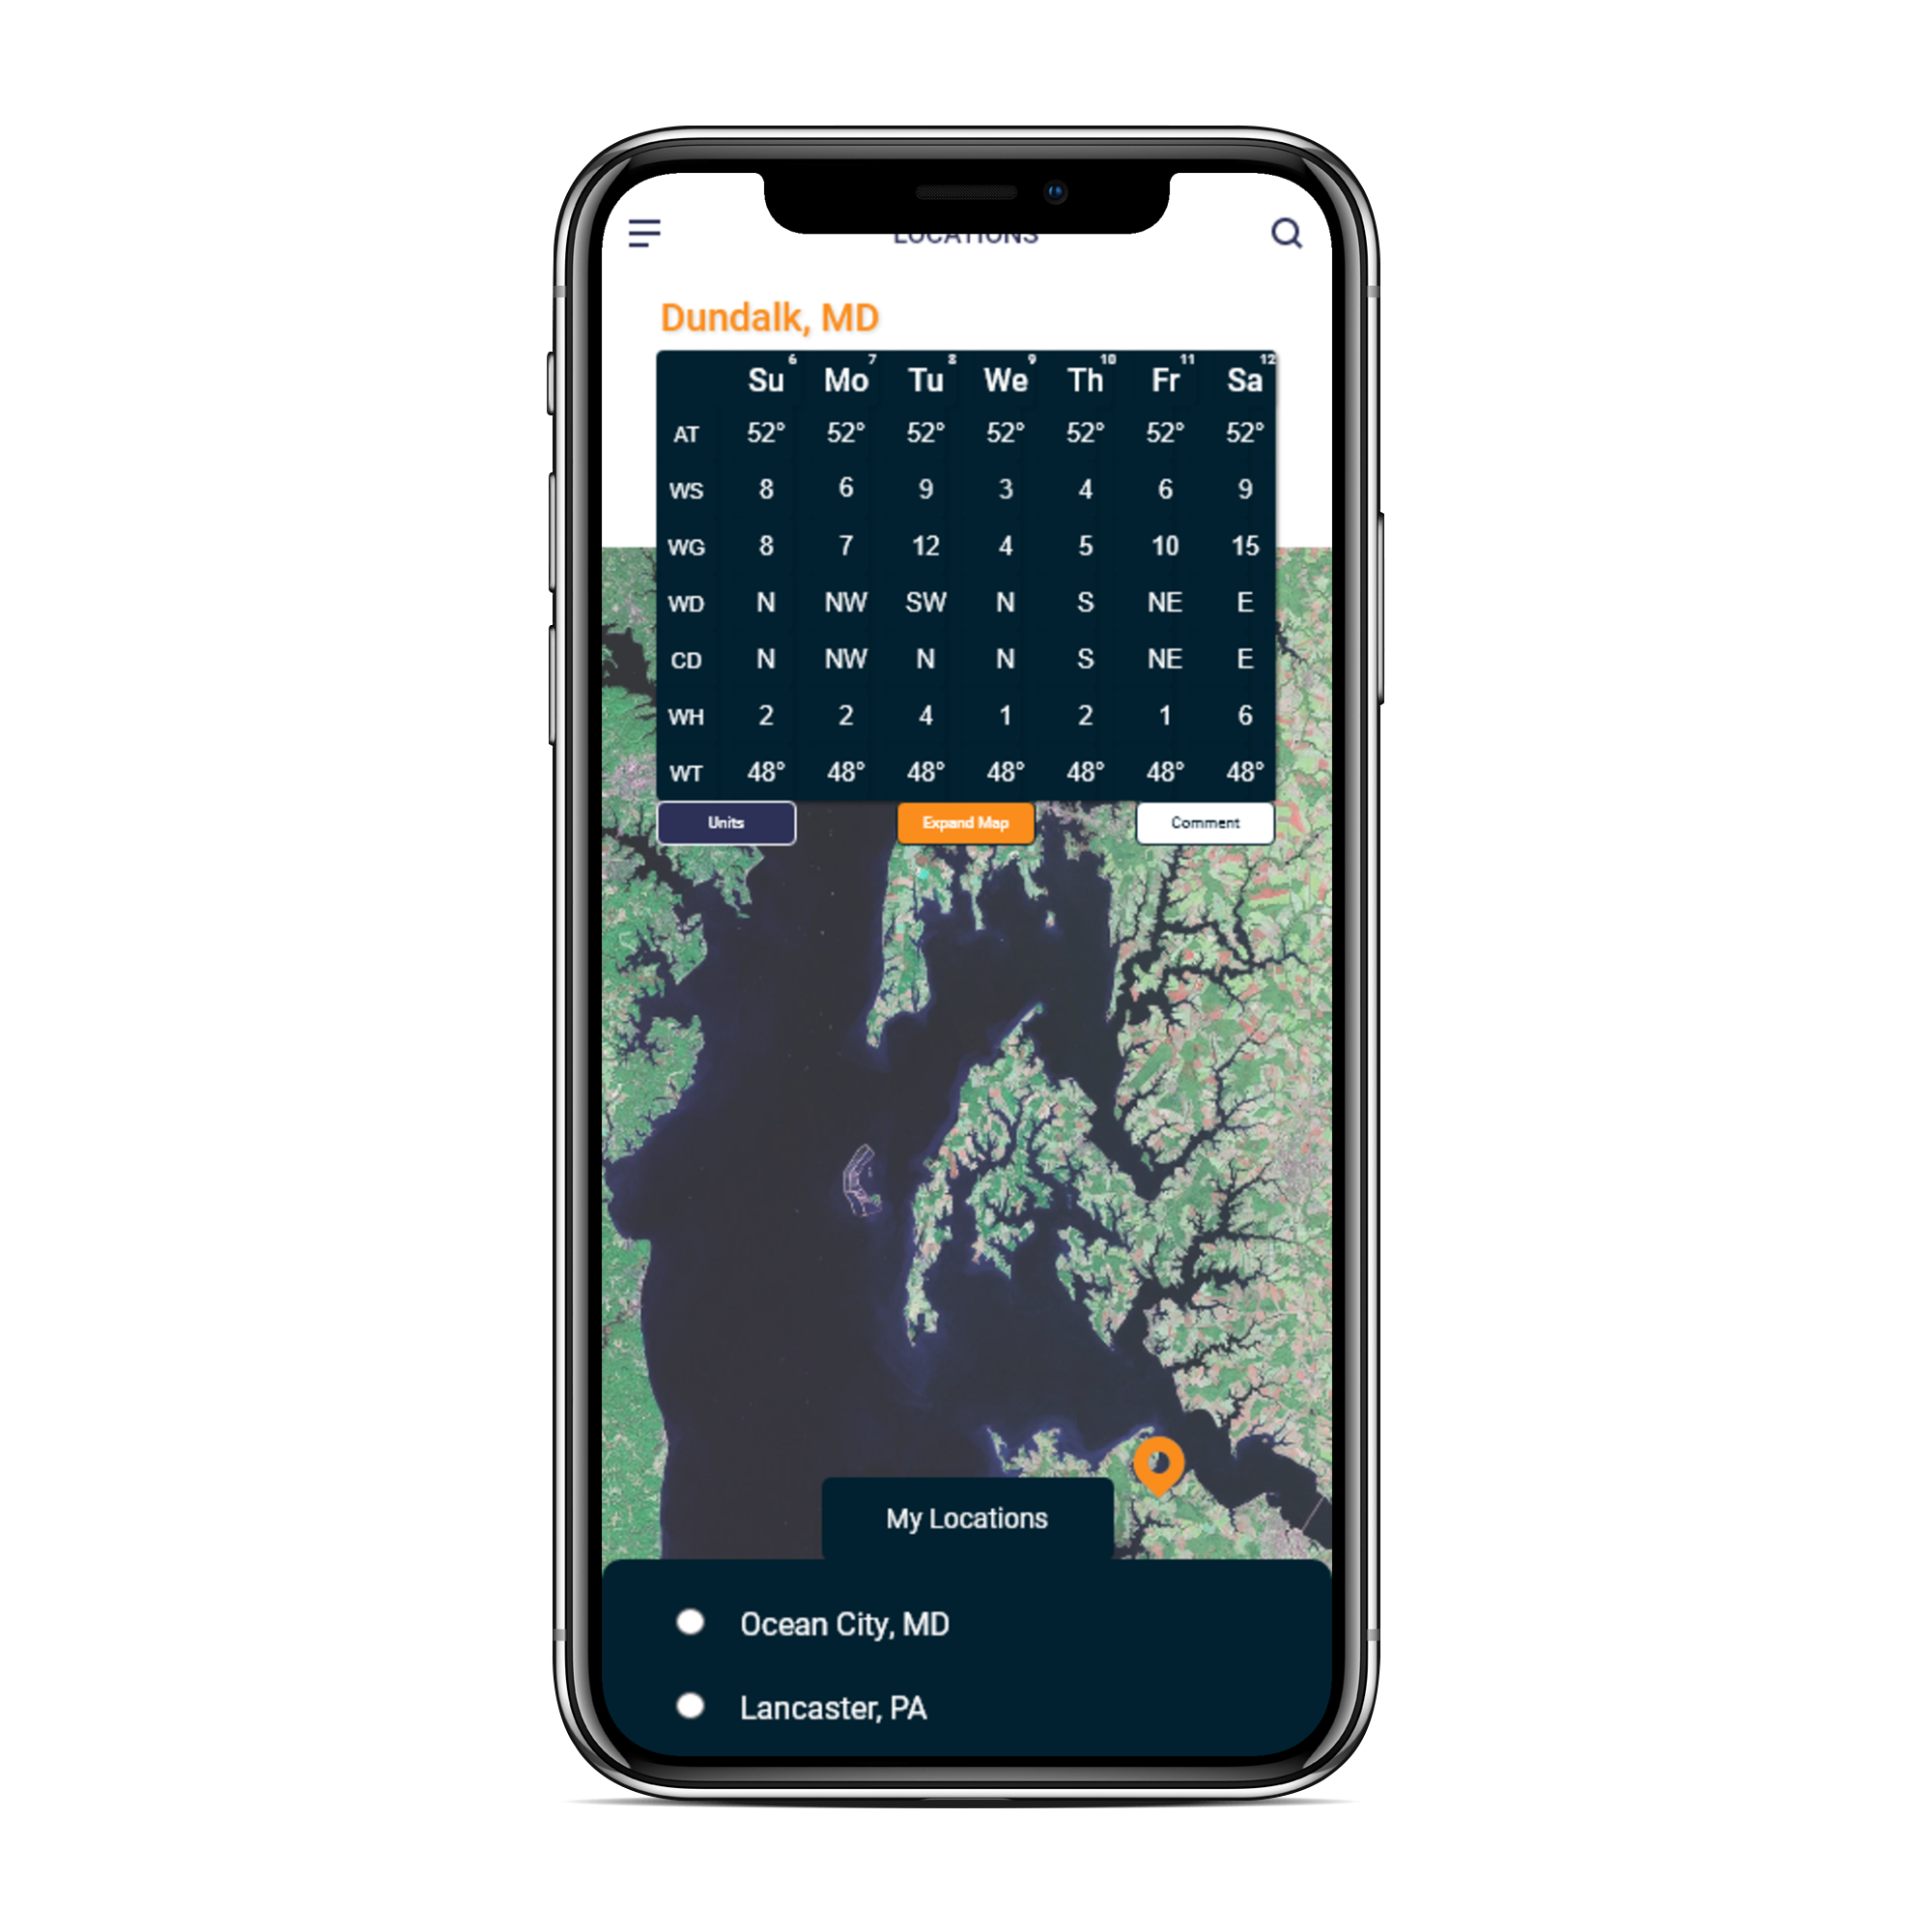 LOCATIONS
Dundalk, MD
6 7 8 9 10 11 12
Su Mo Tu We Th Fr Sa
AT 52° 52° 52° 52° 52° 52° 52°
WS 8 6 9 3 4 6 9
WG 8 7 12 4 5 10 15
WD N NW SW N S NE E
CD N NW N N S NE E
WH 2 2 4 1 2 1 6
WT 48° 48° 48° 48° 48° 48° 48°
Units Expand Map Comment
My Locations
Ocean City, MD
Lancaster, PA